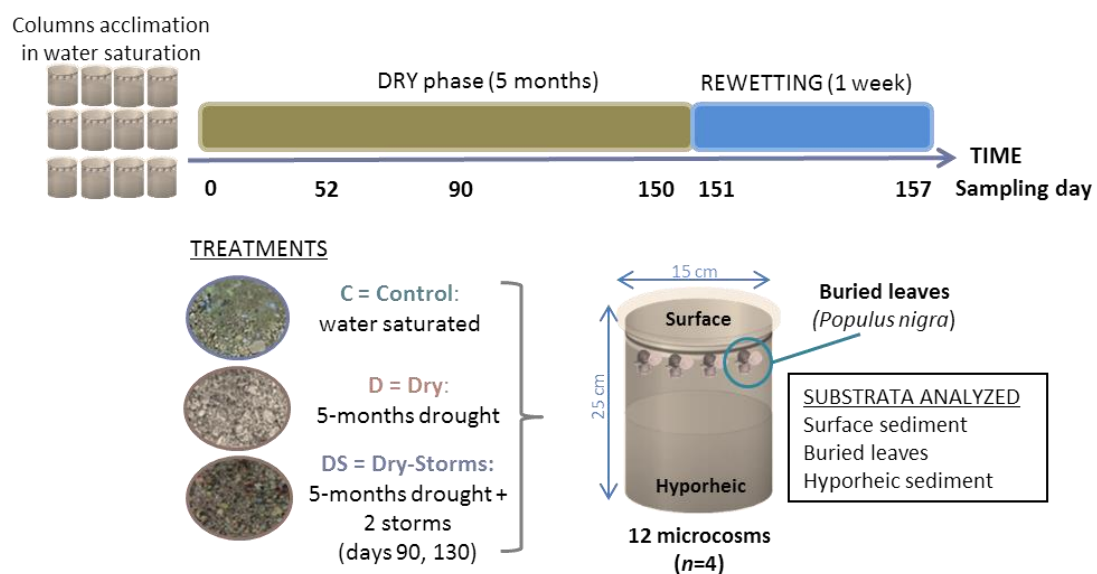 Columns acclimation
in water saturation
DRY phase (5 months)
REWETTING (1 week)
TIME
0 52 90 150 151 157 Sampling day
TREATMENTS
C = Control:
water saturated
D = Dry:
5-months drought
DS = Dry-Storms:
5-months drought +
2 storms
(days 90, 130)
15 cm
25 cm
Surface
Hyporheic
12 microcosms
(n=4)
Buried leaves
(Populus nigra)
SUBSTRATA ANALYZED
Surface sediment
Buried leaves
Hyporheic sediment